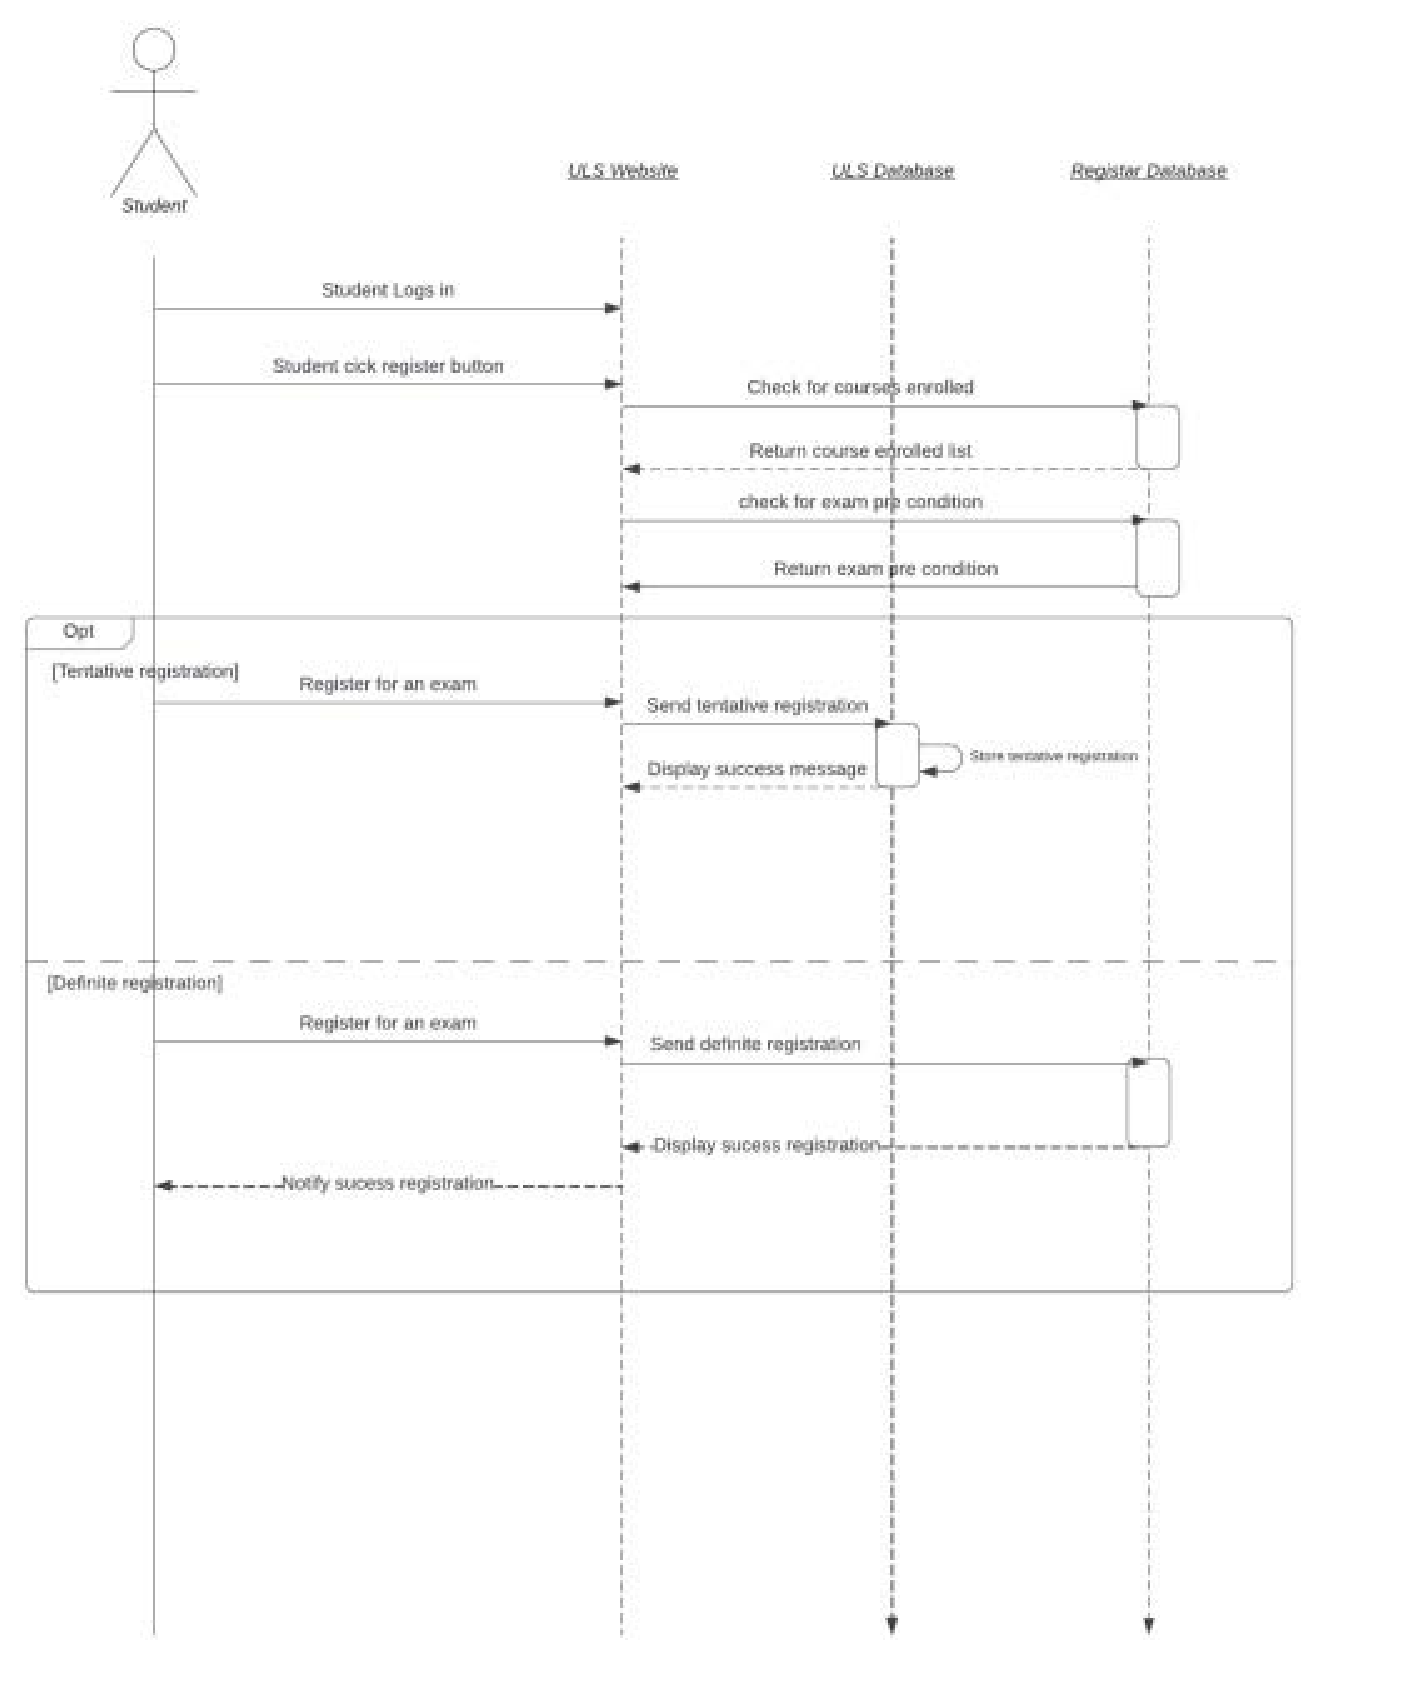 Student
ULS Website
ULS Database
Registar Database
Student Logs in
Student cick register button
Check for courses enrolled
Return course enrolled list
check for exam pre condition
Return exam pre condition
Opt
[Tentative registration]
Register for an exam
Send tentative registration
Store tentative registration
Display success message
[Definite registration]
Register for an exam
Send definite registration
Display sucess registration
Notify sucess registration